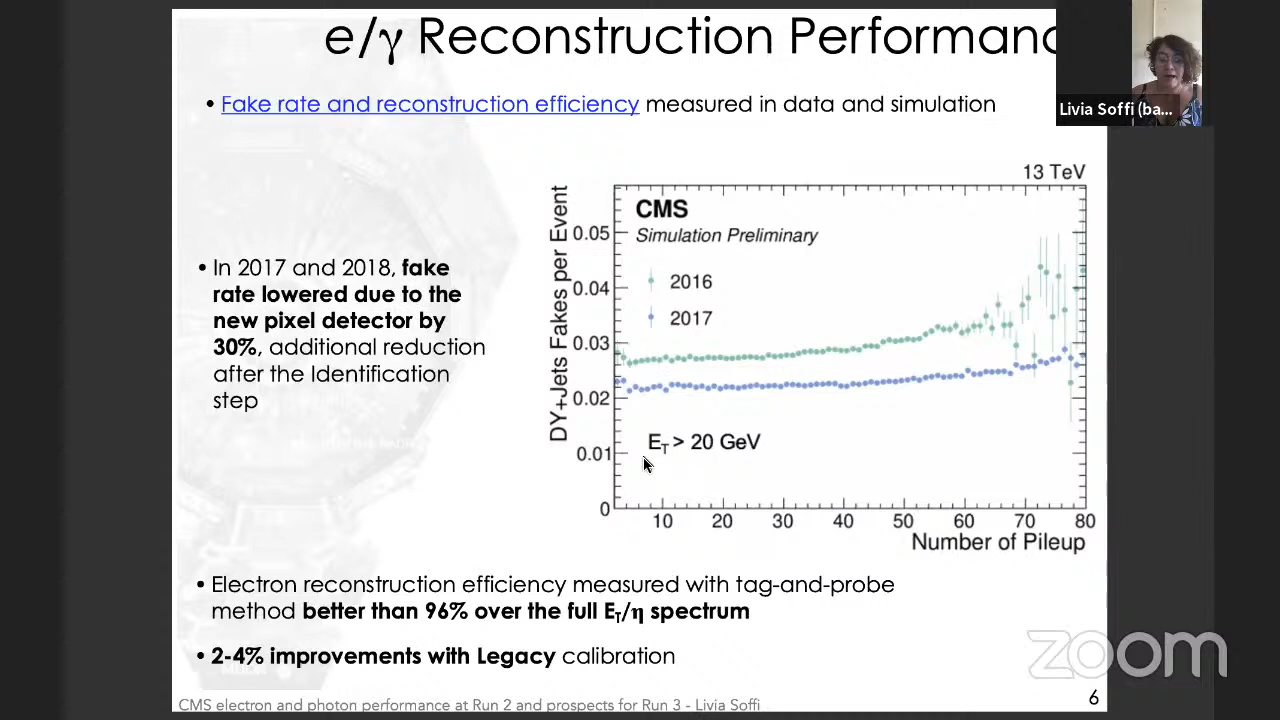 e/γ Reconstruction Performanc
• Fake rate and reconstruction efficiency measured in data and simulation
Livia Soffi (ba...
13 TeV
CMS
Simulation Preliminary
2016
2017
DY+Jets Fakes per Event
0.05
0.04
0.03
0.02
0.01
0
E_T > 20 GeV
10 20 30 40 50 60 70 80
Number of Pileup
• In 2017 and 2018, fake
rate lowered due to the
new pixel detector by
30%, additional reduction
after the Identification
step
• Electron reconstruction efficiency measured with tag-and-probe
method better than 96% over the full E_T/η spectrum
• 2-4% improvements with Legacy calibration
zoom
CMS electron and photon performance at Run 2 and prospects for Run 3 - Livia Soffi
6